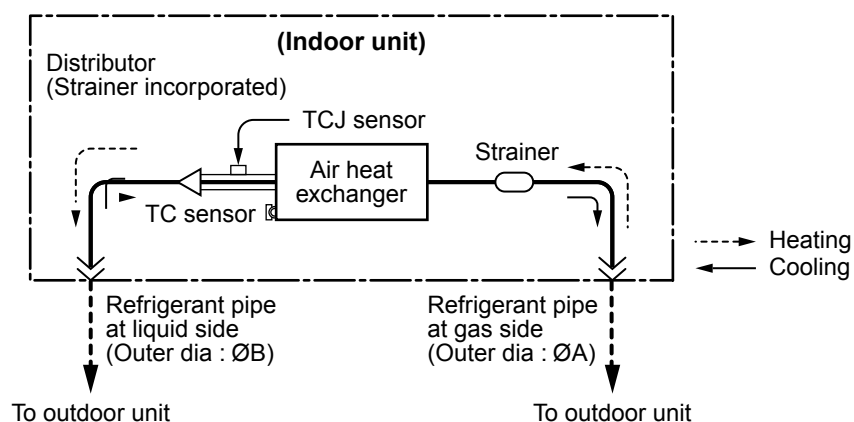 (Indoor unit)
Distributor
(Strainer incorporated)
TCJ sensor
Air heat
exchanger
Strainer
TC sensor
Heating
Cooling
Refrigerant pipe
at liquid side
(Outer dia : ØB)
Refrigerant pipe
at gas side
(Outer dia : ØA)
To outdoor unit
To outdoor unit